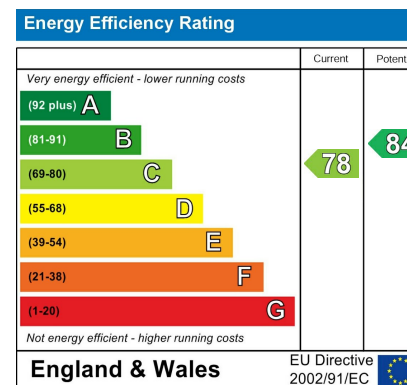 Energy Efficiency Rating
Current Potent
Very energy efficient - lower running costs
(92 plus) A
(81-91) B
84
(69-80) C
78
(55-68) D
(39-54) E
(21-38) F
(1-20) G
Not energy efficient - higher running costs
England & Wales
EU Directive
2002/91/EC